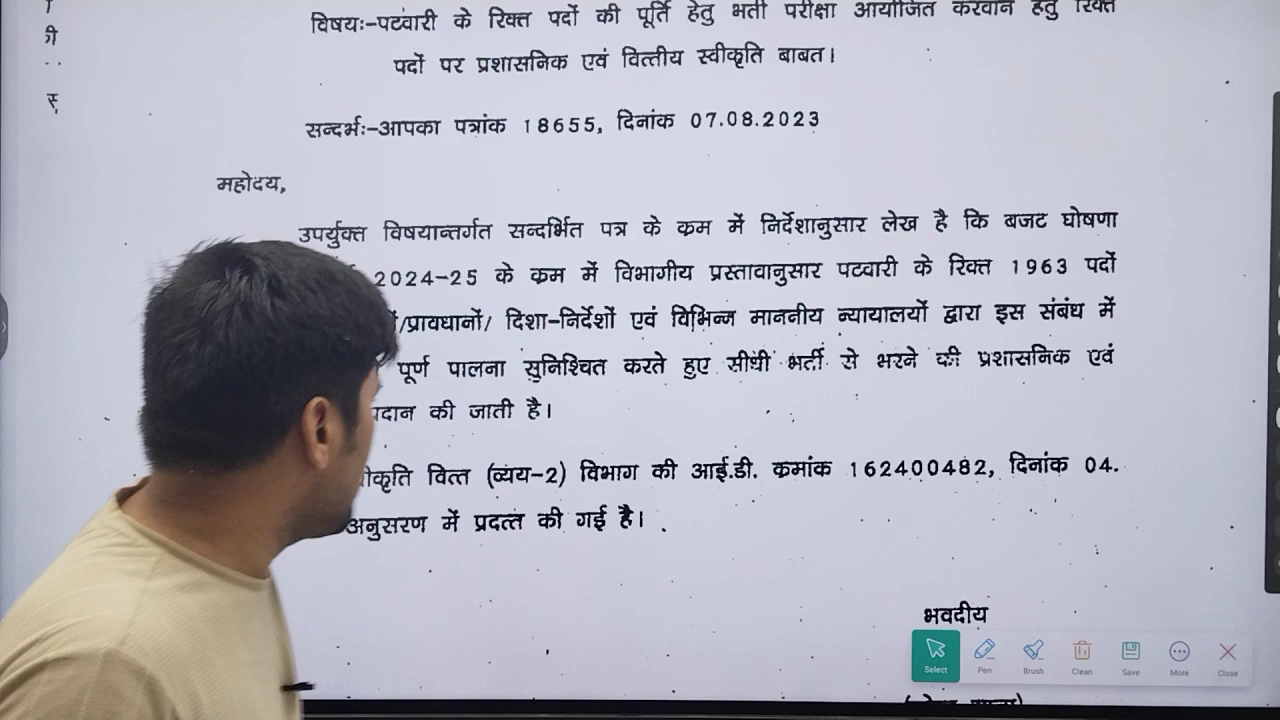 विषयः-पटवारी के रिक्त पदों की पूर्ति हेतु भर्ती परीक्षा आयोजित करवाने हेतु रिक्त
पदों पर प्रशासनिक एवं वित्तीय स्वीकृति बाबत।
सन्दर्भः-आपका पत्रांक 18655, दिनांक 07.08.2023
महोदय,
उपर्युक्त विषयान्तर्गत सन्दर्भित पत्र के क्रम में निर्देशानुसार लेख है कि बजट घोषणा
2024-25 के क्रम में विभागीय प्रस्तावानुसार पटवारी के रिक्त 1963 पदों
/प्रावधानों/ दिशा-निर्देशों एवं विभिन्न माननीय न्यायालयों द्वारा इस संबंध में
पूर्ण पालना सुनिश्चित करते हुए सीधी भर्ती से भरने की प्रशासनिक एवं
की जाती है।
वित्त (व्यय-2) विभाग की आई.डी. क्रमांक 162400482, दिनांक 04.
अनुसरण में प्रदत्त की गई है।
भवदीय
Select Pen Brush Clean Save More Close